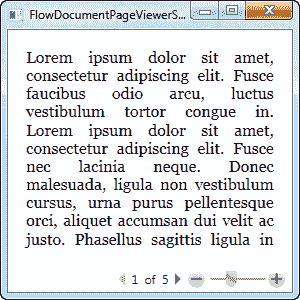 FlowDocumentPageViewerS...
Lorem ipsum dolor sit amet,
consectetur adipiscing elit. Fusce
faucibus odio arcu, luctus
vestibulum tortor congue in.
Lorem ipsum dolor sit amet,
consectetur adipiscing elit. Fusce
nec lacinia neque. Donec
malesuada, ligula non vestibulum
cursus, urna purus pellentesque
orci, aliquet accumsan dui velit ac
justo. Phasellus sagittis ligula in
1 of 5